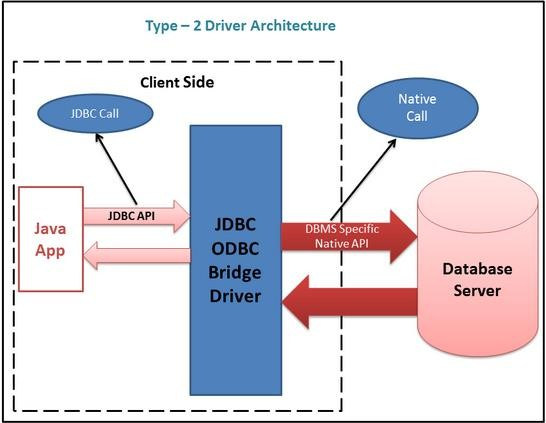 Type – 2 Driver Architecture
Client Side
JDBC Call
Native
Call
Java
App
JDBC API
JDBC
ODBC
Bridge
Driver
DBMS Specific
Native API
Database
Server